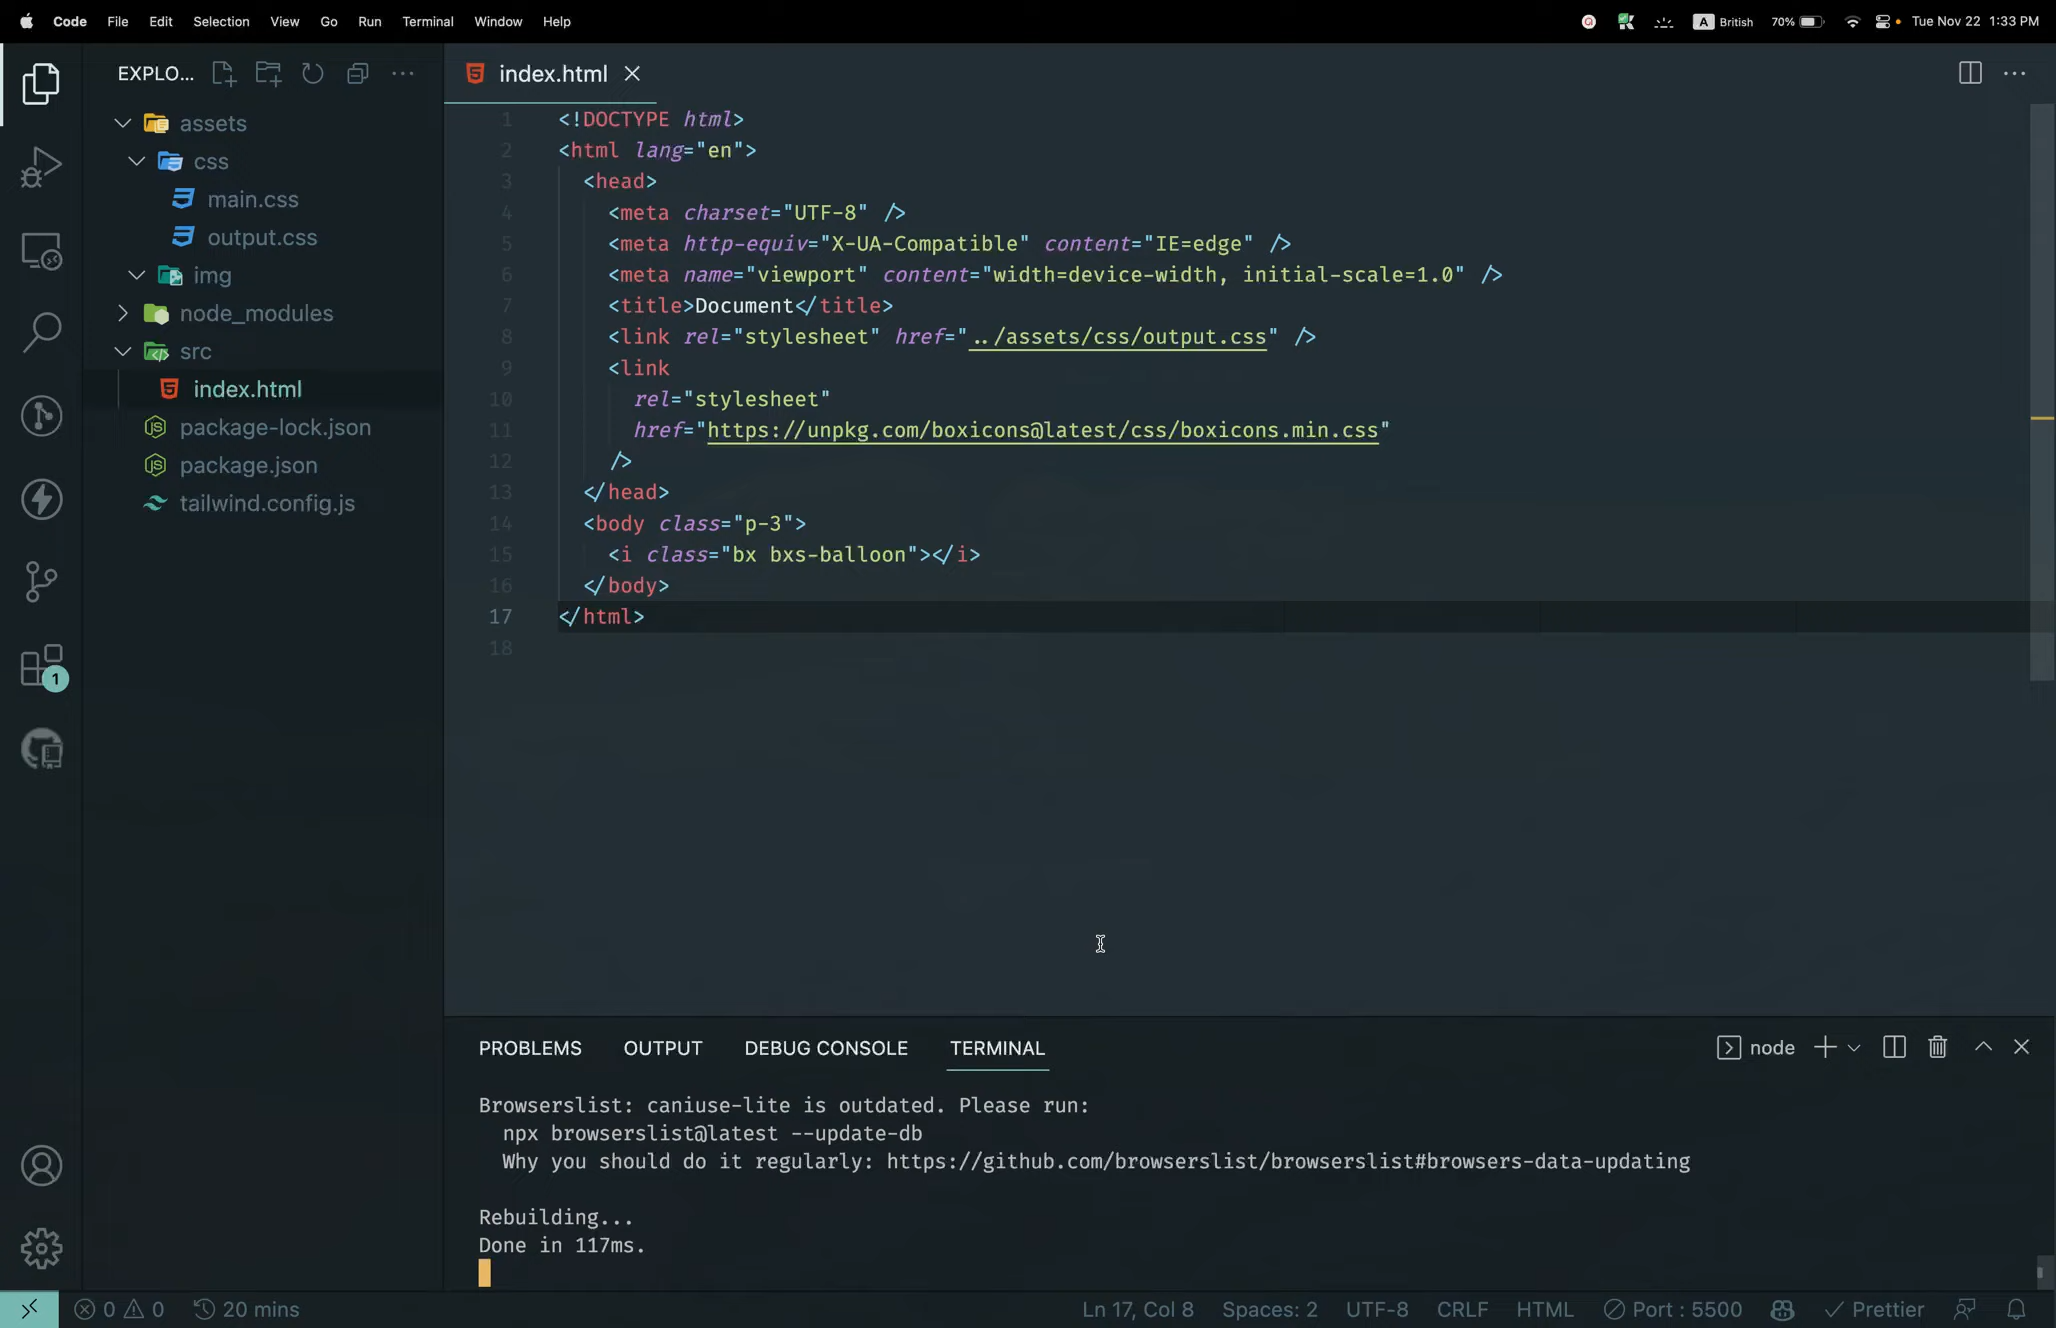 Code File Edit Selection View Go Run Terminal Window Help
A British 70% Tue Nov 22 1:33 PM
EXPLO...
assets
css
main.css
output.css
img
node_modules
src
index.html
package-lock.json
package.json
tailwind.config.js
1
index.html
1 <!DOCTYPE html>
2 <html lang="en">
3 <head>
4 <meta charset="UTF-8" />
5 <meta http-equiv="X-UA-Compatible" content="IE=edge" />
6 <meta name="viewport" content="width=device-width, initial-scale=1.0" />
7 <title>Document</title>
8 <link rel="stylesheet" href="../assets/css/output.css" />
9 <link
10 rel="stylesheet"
11 href="https://unpkg.com/boxicons@latest/css/boxicons.min.css"
12 />
13 </head>
14 <body class="p-3">
15 <i class="bx bxs-balloon"></i>
16 </body>
17 </html>
18
PROBLEMS OUTPUT DEBUG CONSOLE TERMINAL
node
Browserslist: caniuse-lite is outdated. Please run:
npx browserslist@latest --update-db
Why you should do it regularly: https://github.com/browserslist/browserslist#browsers-data-updating
Rebuilding...
Done in 117ms.
0 0 20 mins
Ln 17, Col 8 Spaces: 2 UTF-8 CRLF HTML Port : 5500 Prettier